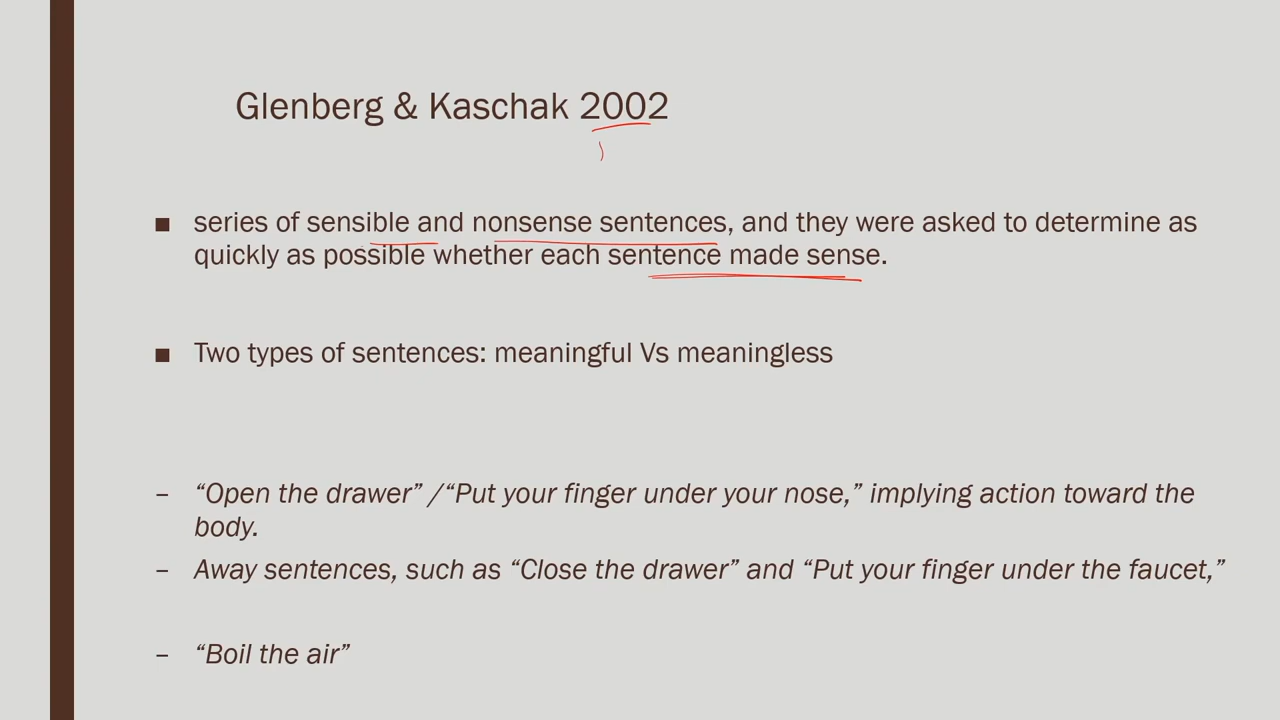 Glenberg & Kaschak 2002
■ series of sensible and nonsense sentences, and they were asked to determine as
quickly as possible whether each sentence made sense.
■ Two types of sentences: meaningful Vs meaningless
– “Open the drawer” /“Put your finger under your nose,” implying action toward the
body.
– Away sentences, such as “Close the drawer” and “Put your finger under the faucet,”
– “Boil the air”